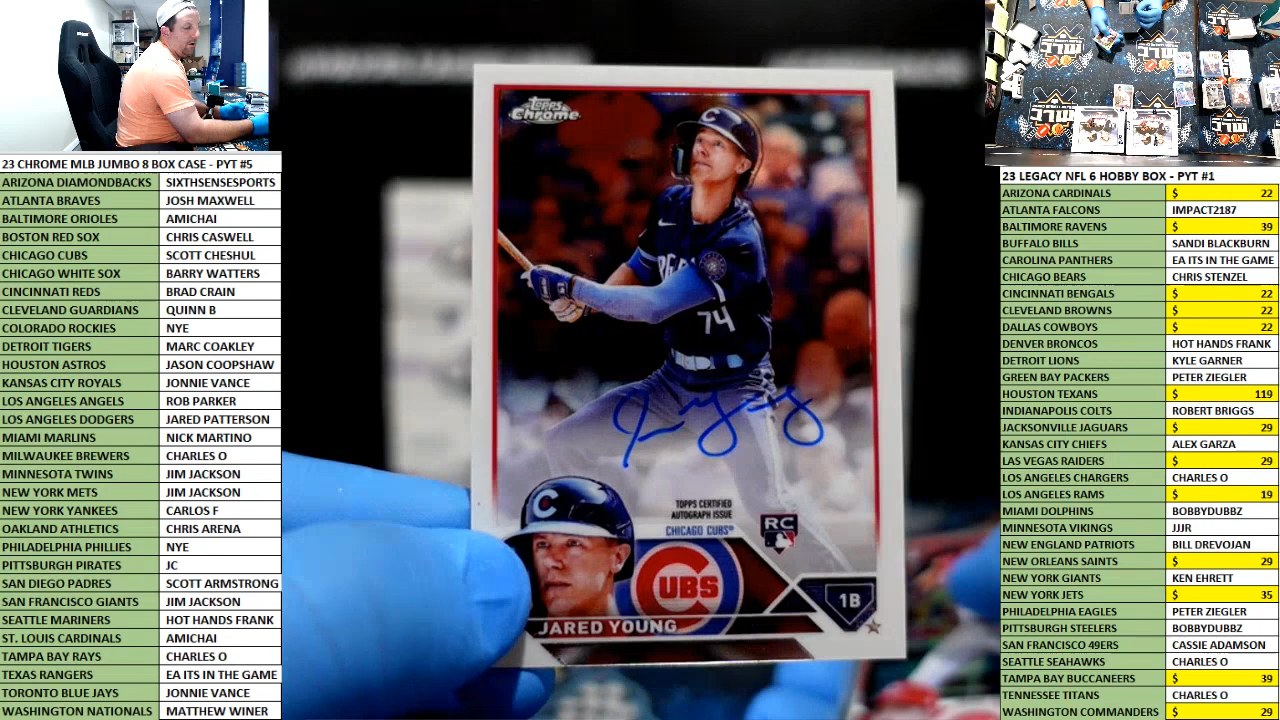 23 CHROME MLB JUMBO 8 BOX CASE - PYT #5
ARIZONA DIAMONDBACKS SIXTHSENSESPORTS
ATLANTA BRAVES JOSH MAXWELL
BALTIMORE ORIOLES AMICHAI
BOSTON RED SOX CHRIS CASWELL
CHICAGO CUBS SCOTT CHESHUL
CHICAGO WHITE SOX BARRY WATTERS
CINCINNATI REDS BRAD CRAIN
CLEVELAND GUARDIANS QUINN B
COLORADO ROCKIES NYE
DETROIT TIGERS MARC COAKLEY
HOUSTON ASTROS JASON COOPSHAW
KANSAS CITY ROYALS JONNIE VANCE
LOS ANGELES ANGELS ROB PARKER
LOS ANGELES DODGERS JARED PATTERSON
MIAMI MARLINS NICK MARTINO
MILWAUKEE BREWERS CHARLES O
MINNESOTA TWINS JIM JACKSON
NEW YORK METS JIM JACKSON
NEW YORK YANKEES CARLOS F
OAKLAND ATHLETICS CHRIS ARENA
PHILADELPHIA PHILLIES NYE
PITTSBURGH PIRATES JC
SAN DIEGO PADRES SCOTT ARMSTRONG
SAN FRANCISCO GIANTS JIM JACKSON
SEATTLE MARINERS HOT HANDS FRANK
ST. LOUIS CARDINALS AMICHAI
TAMPA BAY RAYS CHARLES O
TEXAS RANGERS EA ITS IN THE GAME
TORONTO BLUE JAYS JONNIE VANCE
WASHINGTON NATIONALS MATTHEW WINER
Topps
Chrome
C
74
TOPPS CERTIFIED
AUTOGRAPH ISSUE
CHICAGO CUBS®
RC
C
CUBS
1B
JARED YOUNG
23 LEGACY NFL 6 HOBBY BOX - PYT #1
ARIZONA CARDINALS $ 22
ATLANTA FALCONS IMPACT2187
BALTIMORE RAVENS $ 39
BUFFALO BILLS SANDI BLACKBURN
CAROLINA PANTHERS EA ITS IN THE GAME
CHICAGO BEARS CHRIS STENZEL
CINCINNATI BENGALS $ 22
CLEVELAND BROWNS $ 22
DALLAS COWBOYS $ 22
DENVER BRONCOS HOT HANDS FRANK
DETROIT LIONS KYLE GARNER
GREEN BAY PACKERS PETER ZIEGLER
HOUSTON TEXANS $ 119
INDIANAPOLIS COLTS ROBERT BRIGGS
JACKSONVILLE JAGUARS $ 29
KANSAS CITY CHIEFS ALEX GARZA
LAS VEGAS RAIDERS $ 29
LOS ANGELES CHARGERS CHARLES O
LOS ANGELES RAMS $ 19
MIAMI DOLPHINS BOBBYDUBBZ
MINNESOTA VIKINGS JJJR
NEW ENGLAND PATRIOTS BILL DREVOJAN
NEW ORLEANS SAINTS $ 29
NEW YORK GIANTS KEN EHRETT
NEW YORK JETS $ 35
PHILADELPHIA EAGLES PETER ZIEGLER
PITTSBURGH STEELERS BOBBYDUBBZ
SAN FRANCISCO 49ERS CASSIE ADAMSON
SEATTLE SEAHAWKS CHARLES O
TAMPA BAY BUCCANEERS $ 39
TENNESSEE TITANS CHARLES O
WASHINGTON COMMANDERS $ 29